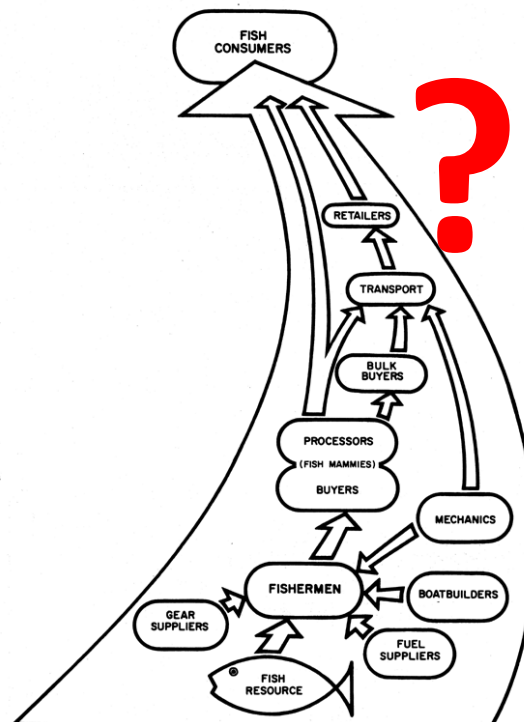 FISH
CONSUMERS
?
RETAILERS
TRANSPORT
BULK
BUYERS
PROCESSORS
(FISH MAMMIES)
BUYERS
MECHANICS
FISHERMEN
BOATBUILDERS
GEAR
SUPPLIERS
FUEL
SUPPLIERS
FISH
RESOURCE